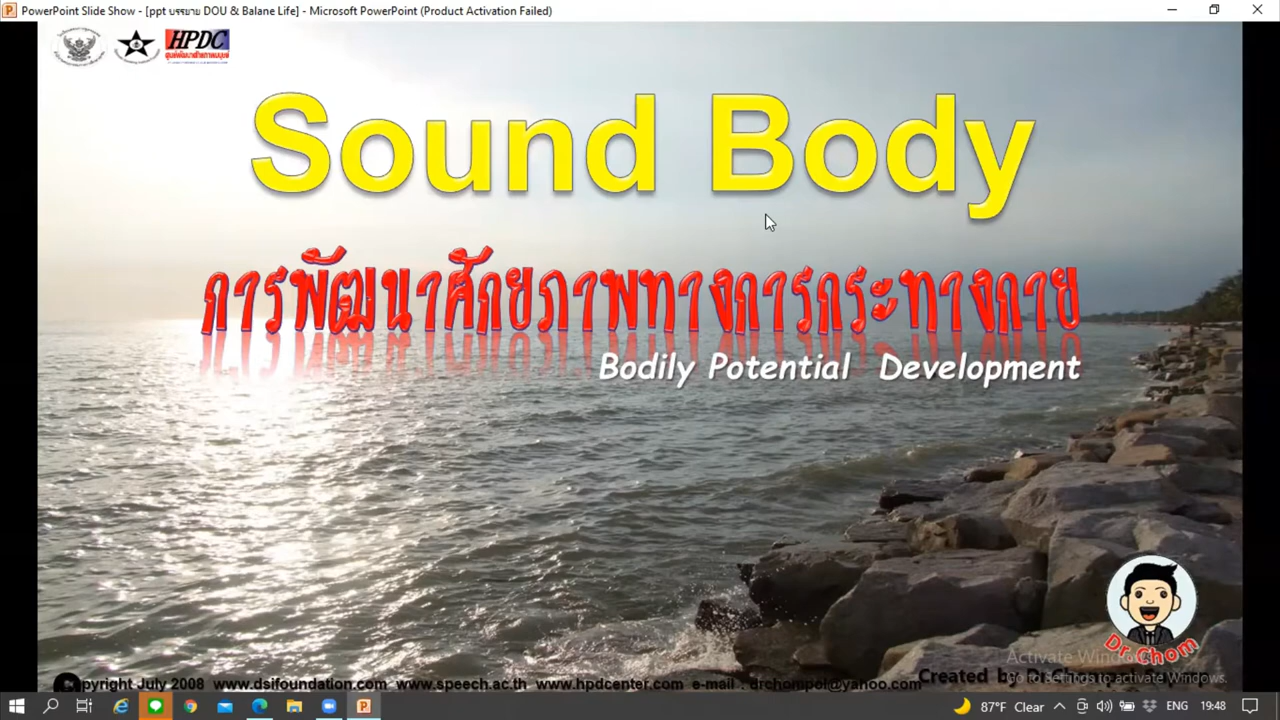 PowerPoint Slide Show - [ppt บรรยาย DOU & Balane Life] - Microsoft PowerPoint (Product Activation Failed)
HPDC
Sound Body
การพัฒนาศักยภาพทางการกระทางกาย
Bodily Potential Development
Dr.Chom
Activate Windows
Go to Settings to activate Windows.
Created by
pyright July 2008 www.dsifoundation.com www.speech.ac.th www.hpdcenter.com e-mail : drchompol@yahoo.com
87°F Clear
ENG
19:48